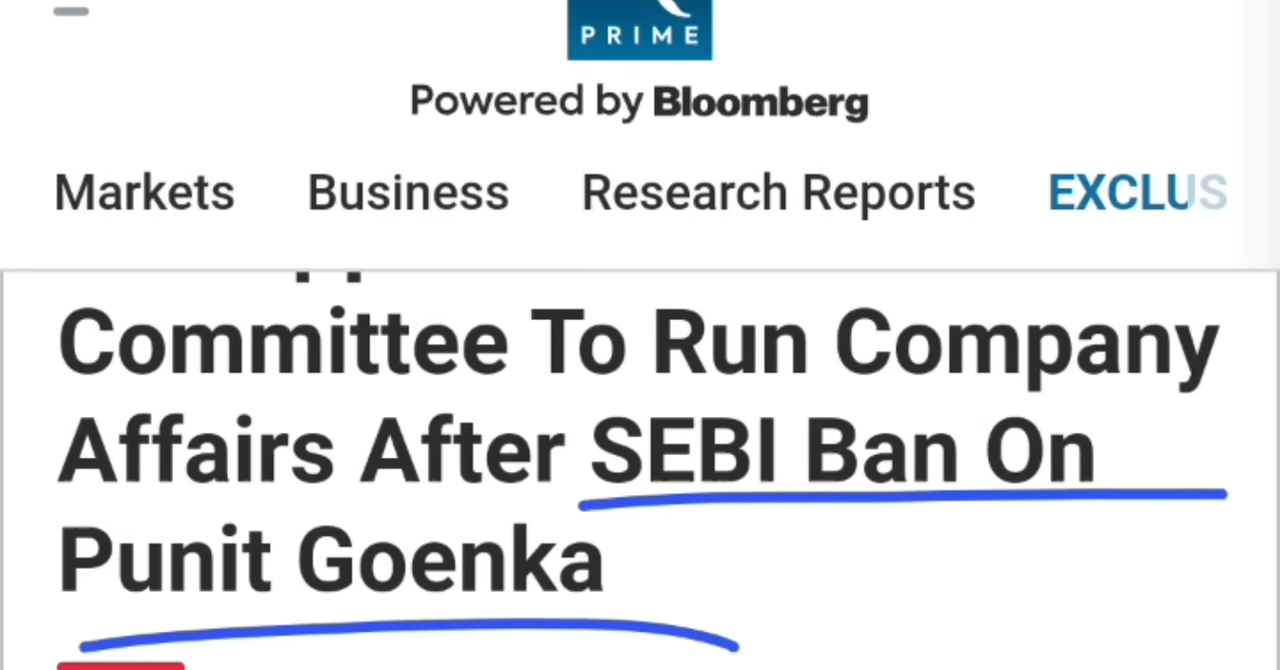 PRIME
Powered by Bloomberg
Markets Business Research Reports EXCLUS
Committee To Run Company
Affairs After SEBI Ban On
Punit Goenka